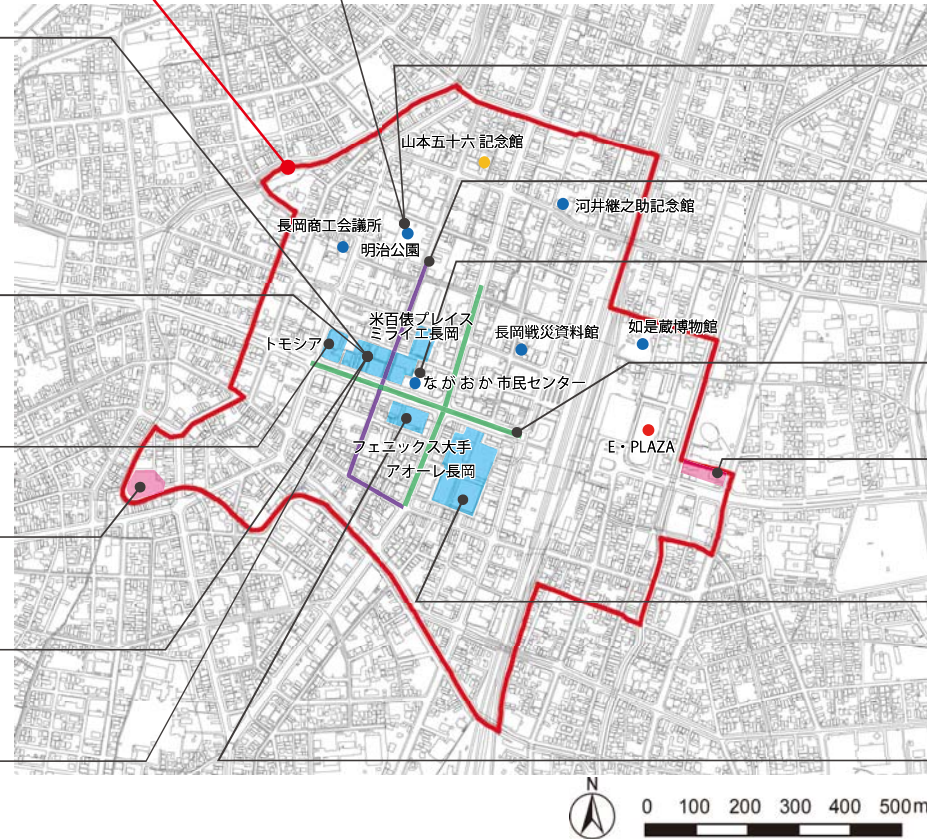 山本五十六 記念館
河井継之助記念館
長岡商工会議所
明治公園
米百俵プレイス
ミライエ長岡
長岡戦災資料館
如是蔵博物館
トモシア
ながおか 市民センター
E・PLAZA
フェニックス大手
アオーレ長岡
N
0 100 200 300 400 500m